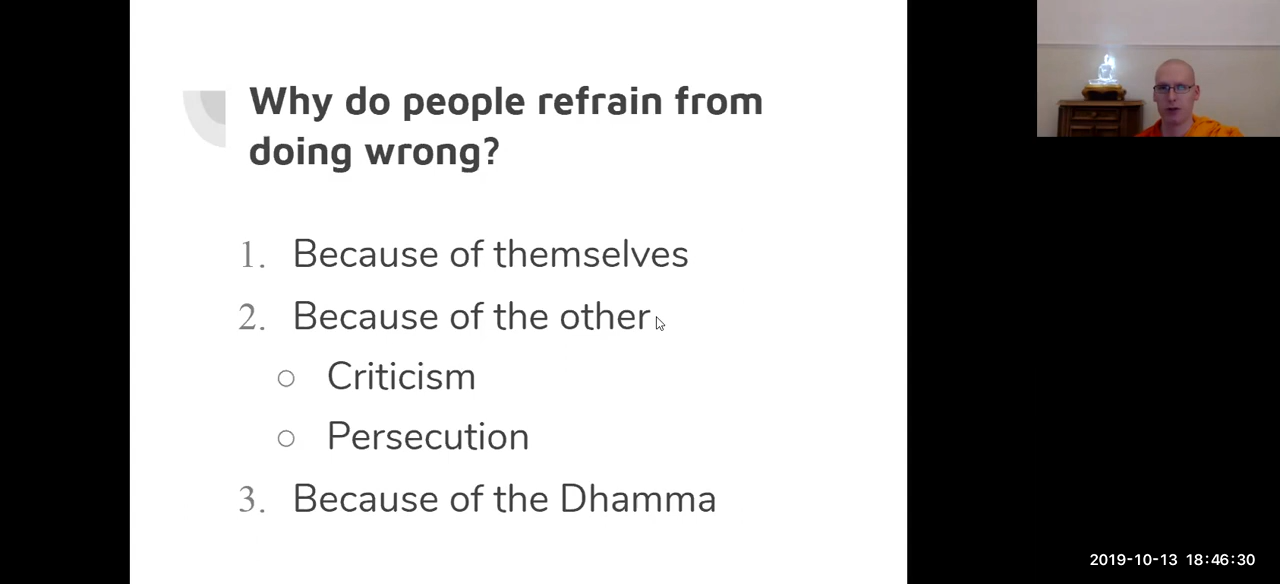 Why do people refrain from
doing wrong?
1. Because of themselves
2. Because of the other
○ Criticism
○ Persecution
3. Because of the Dhamma
2019-10-13 18:46:30